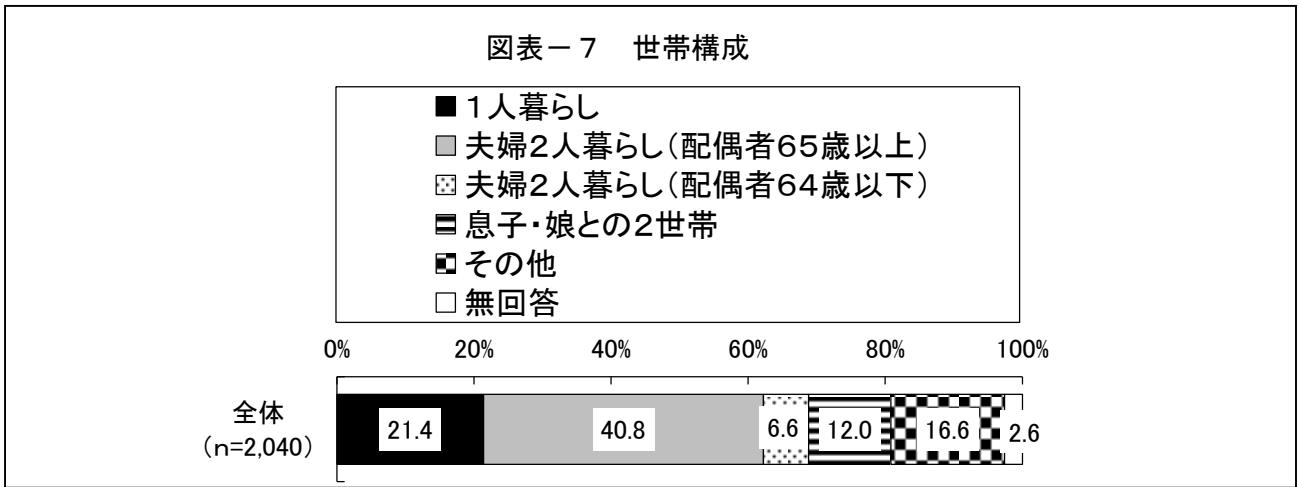 図表－７　世帯構成
１人暮らし
夫婦２人暮らし（配偶者６５歳以上）
夫婦２人暮らし（配偶者６４歳以下）
息子・娘との２世帯
その他
無回答
0% 20% 40% 60% 80% 100%
全体
（n=2,040）
21.4 40.8 6.6 12.0 16.6 2.6